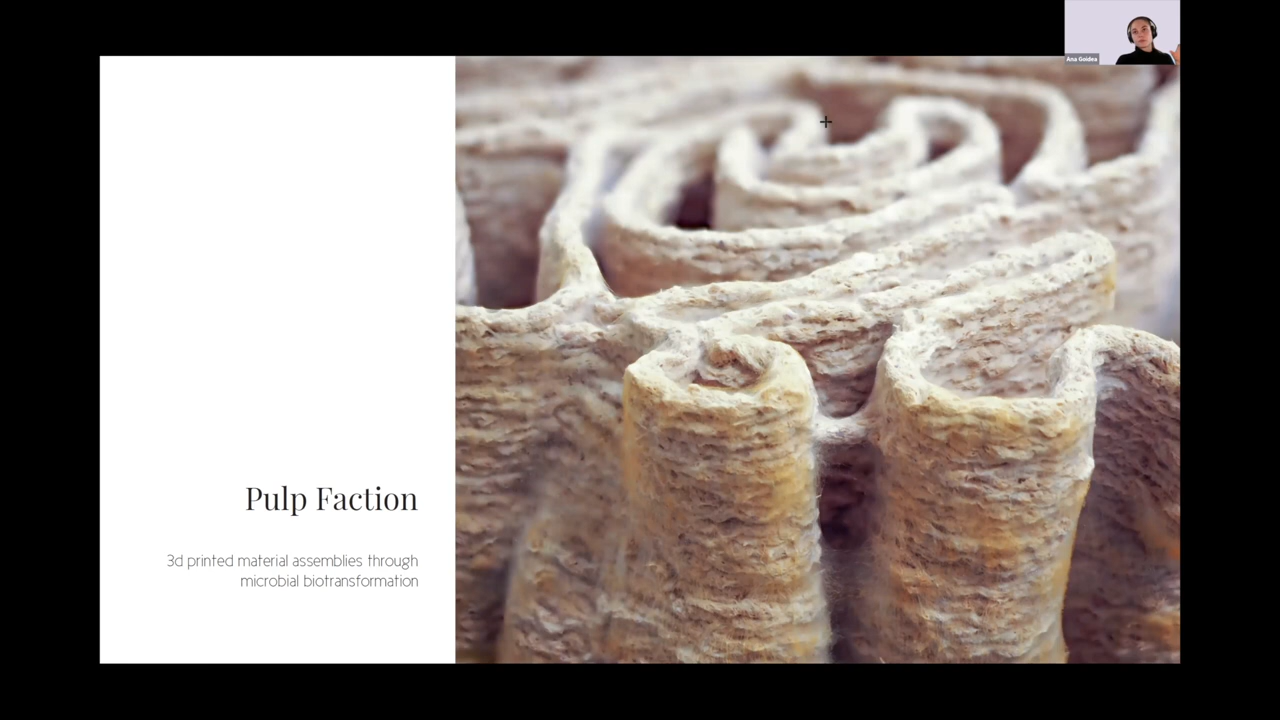 Ana Goidea
Pulp Faction
3d printed material assemblies through
microbial biotransformation